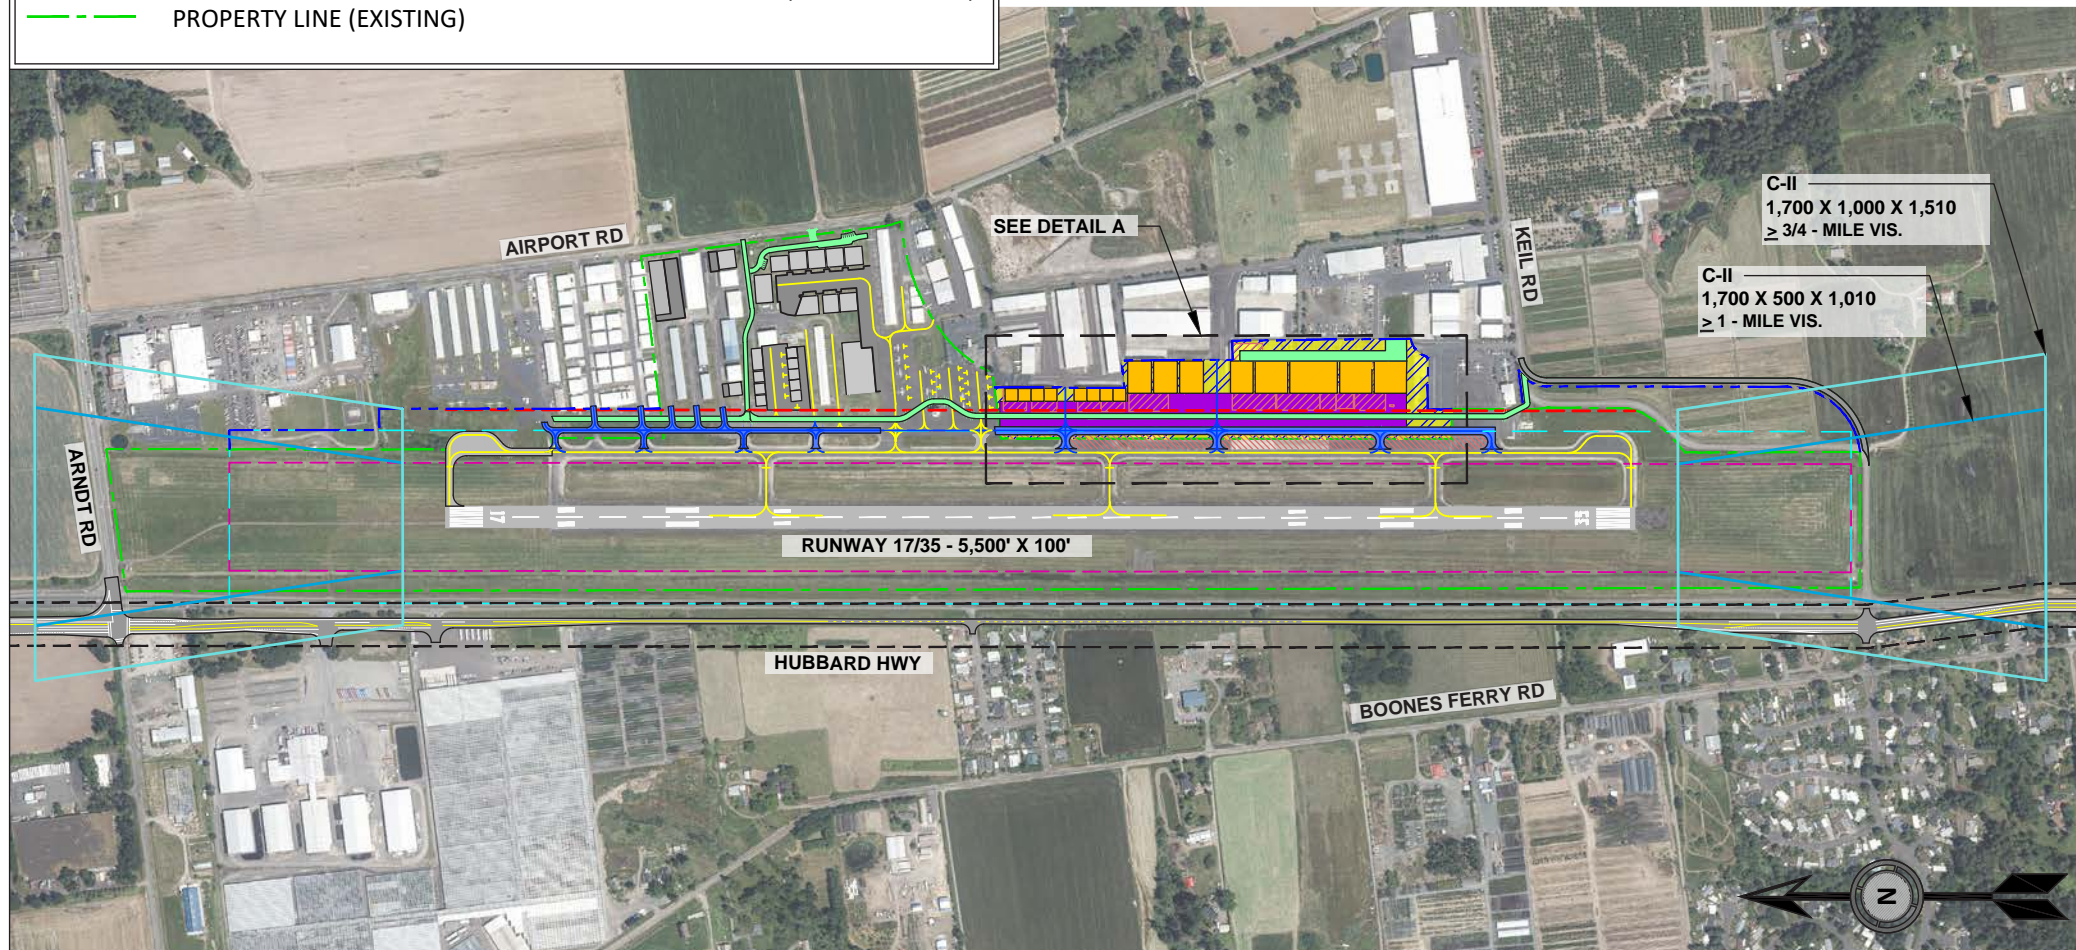 PROPERTY LINE (EXISTING)
AIRPORT RD
SEE DETAIL A
KEIL RD
C-II
1,700 X 1,000 X 1,510
≥ 3/4 - MILE VIS.
C-II
1,700 X 500 X 1,010
≥ 1 - MILE VIS.
ARNDT RD
17
35
RUNWAY 17/35 - 5,500' X 100'
HUBBARD HWY
BOONES FERRY RD
N